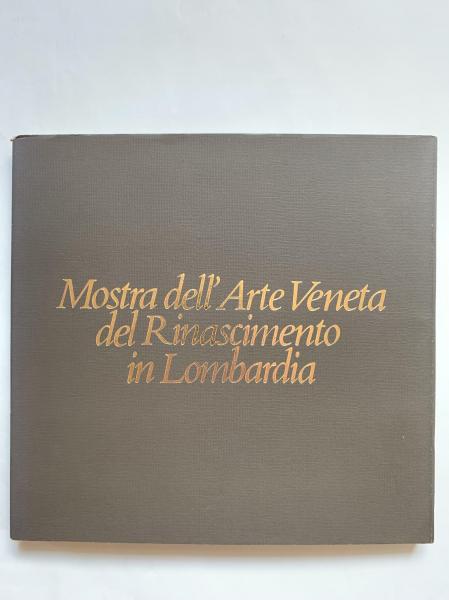 Mostra dell'Arte Veneta
del Rinascimento
in Lombardia